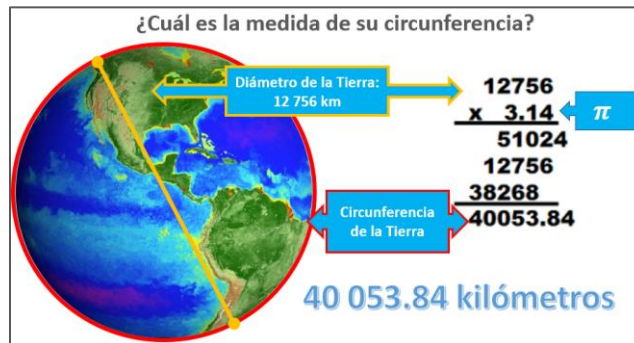 ¿Cuál es la medida de su circunferencia?
Diámetro de la Tierra:
12 756 km
12756
x 3.14
π
51024
12756
38268
40053.84
Circunferencia
de la Tierra
40 053.84 kilómetros